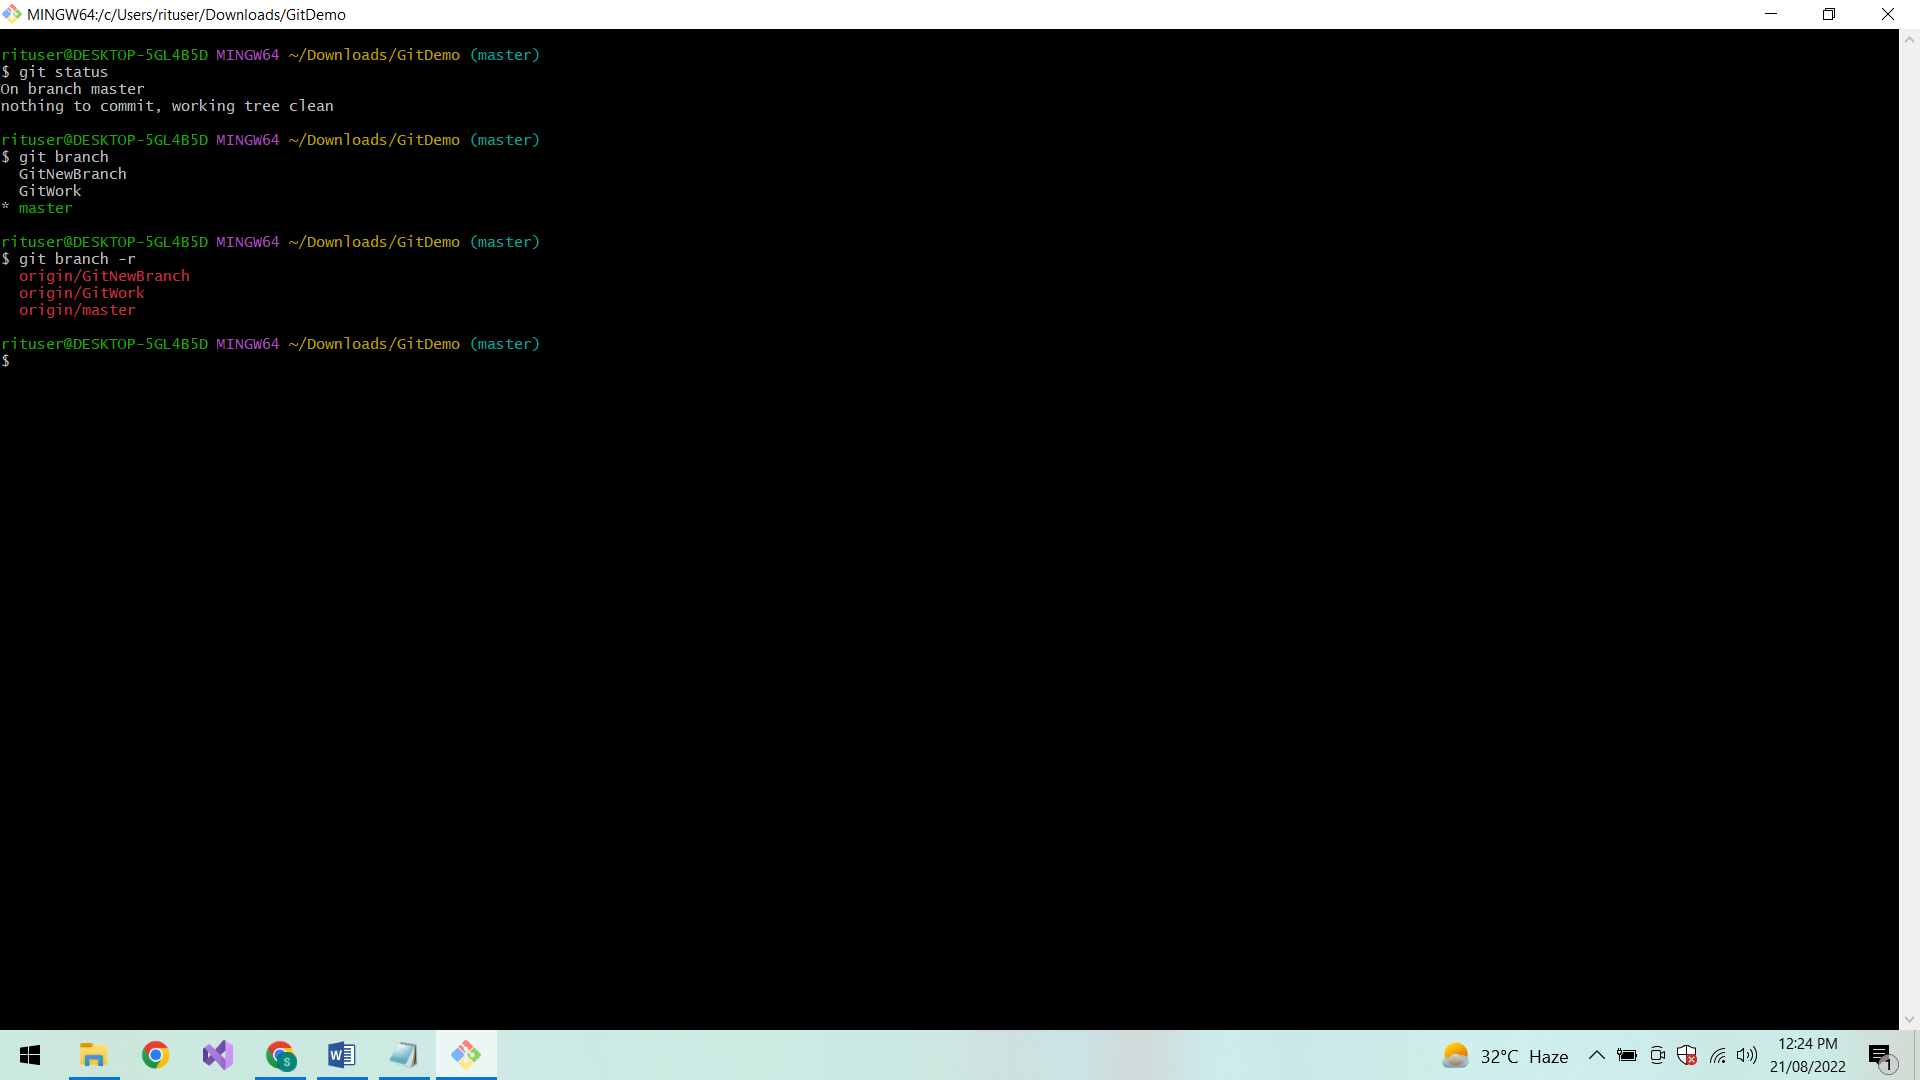 MINGW64:/c/Users/rituser/Downloads/GitDemo
rituser@DESKTOP-5GL4B5D MINGW64 ~/Downloads/GitDemo (master)
$ git status
On branch master
nothing to commit, working tree clean
rituser@DESKTOP-5GL4B5D MINGW64 ~/Downloads/GitDemo (master)
$ git branch
  GitNewBranch
  GitWork
* master
rituser@DESKTOP-5GL4B5D MINGW64 ~/Downloads/GitDemo (master)
$ git branch -r
  origin/GitNewBranch
  origin/GitWork
  origin/master
rituser@DESKTOP-5GL4B5D MINGW64 ~/Downloads/GitDemo (master)
$
S
W
32°C Haze
12:24 PM
21/08/2022
1